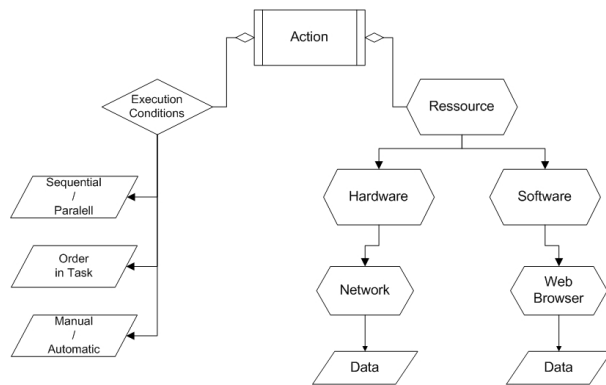 Action
Execution
Conditions
Ressource
Sequential
/
Paralell
Hardware
Software
Order
in Task
Network
Web
Browser
Manual
/
Automatic
Data
Data